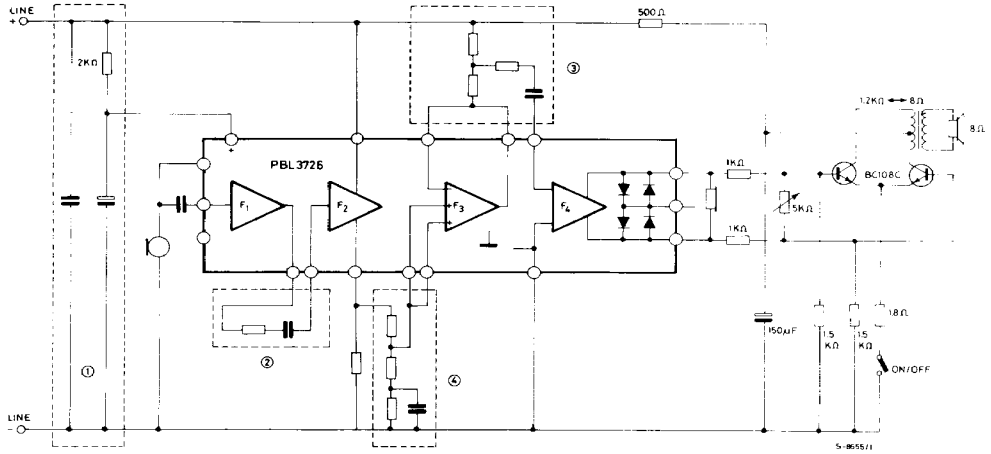 LINE
+
500Ω
2KΩ
③
1.2KΩ ↔ 8Ω
8Ω
+
PBL3726
BC108C
1KΩ
F1
F2
+
+
F3
F4
5KΩ
1KΩ
150µF
1.5
KΩ
1.5
KΩ
1.8Ω
②
①
④
ON/OFF
LINE
-
S-8655/1